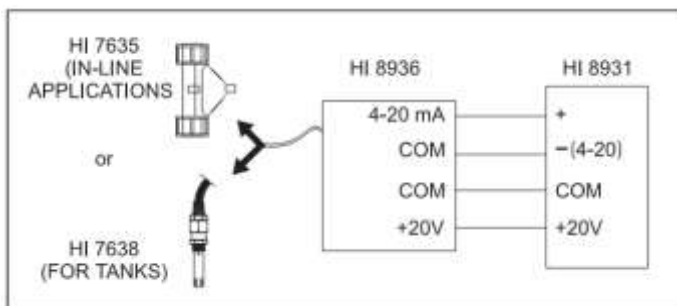 HI 7635
(IN-LINE
APPLICATIONS
or
HI 7638
(FOR TANKS)
HI 8936
4-20 mA
COM
COM
+20V
HI 8931
+
−(4-20)
COM
+20V